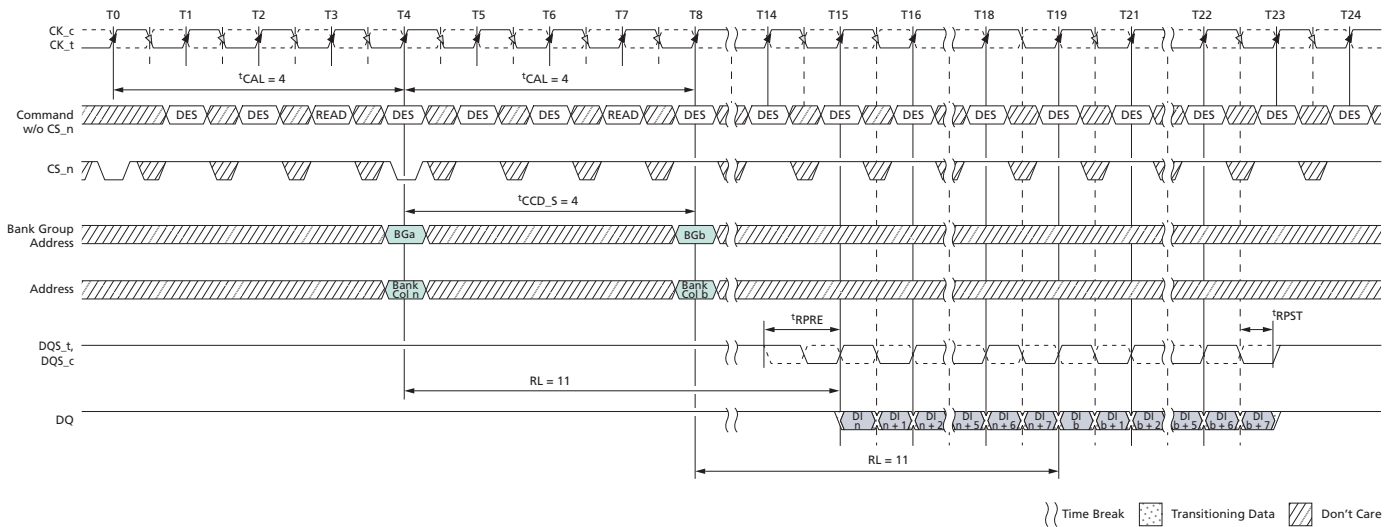 T0 T1 T2 T3 T4 T5 T6 T7 T8 T14 T15 T16 T18 T19 T21 T22 T23 T24
CK_c
CK_t
tCAL = 4 tCAL = 4
Command
w/o CS_n
DES DES READ DES DES DES READ DES DES DES DES DES DES DES DES DES DES
CS_n
tCCD_S = 4
Bank Group
Address
BGa BGb
Address
Bank
Col n
Bank
Col b
tRPRE tRPST
DQS_t,
DQS_c
RL = 11
DQ
DI
n
DI
n + 1
DI
n + 2
DI
n + 5
DI
n + 6
DI
n + 7
DI
b
DI
b + 1
DI
b + 2
DI
b + 5
DI
b + 6
DI
b + 7
RL = 11
Time Break Transitioning Data Don't Care